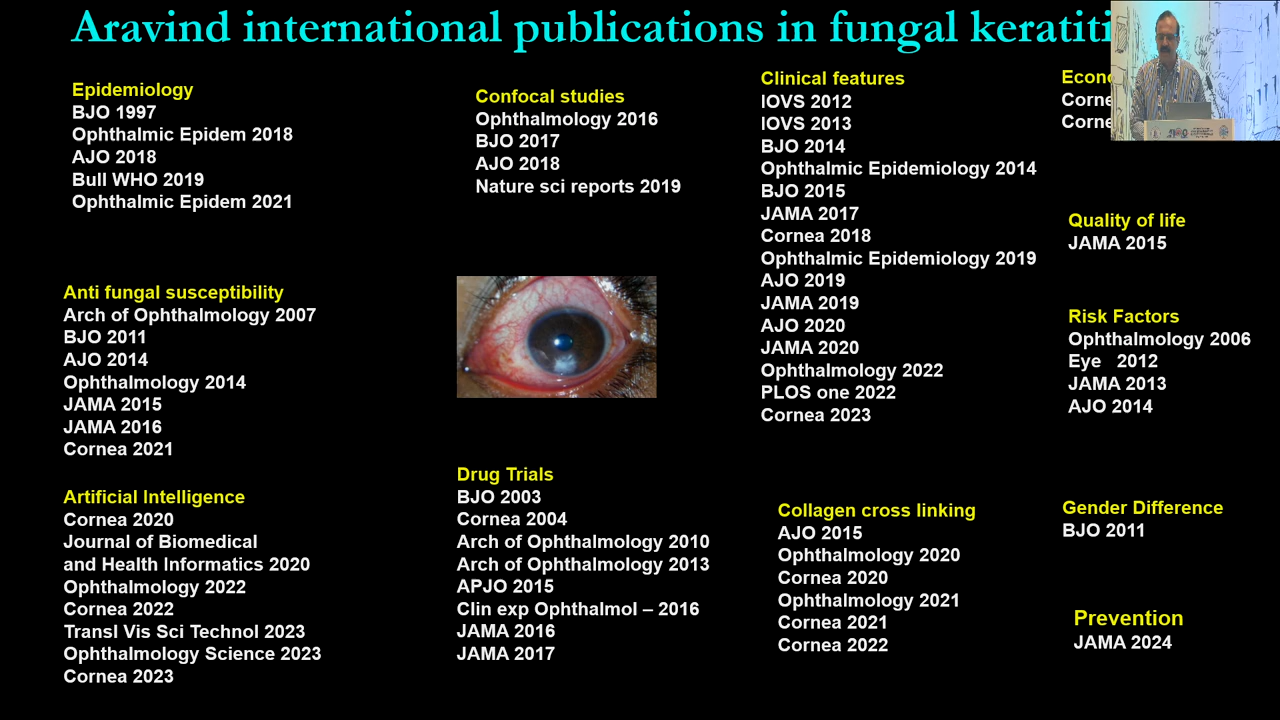 Aravind international publications in fungal
Epidemiology
BJO 1997
Ophthalmic Epidem 2018
AJO 2018
Bull WHO 2019
Ophthalmic Epidem 2021
Anti fungal susceptibility
Arch of Ophthalmology 2007
BJO 2011
AJO 2014
Ophthalmology 2014
JAMA 2015
JAMA 2016
Cornea 2021
Artificial Intelligence
Cornea 2020
Journal of Biomedical
and Health Informatics 2020
Ophthalmology 2022
Cornea 2022
Transl Vis Sci Technol 2023
Ophthalmology Science 2023
Cornea 2023
Confocal studies
Ophthalmology 2016
BJO 2017
AJO 2018
Nature sci reports 2019
Drug Trials
BJO 2003
Cornea 2004
Arch of Ophthalmology 2010
Arch of Ophthalmology 2013
APJO 2015
Clin exp Ophthalmol – 2016
JAMA 2016
JAMA 2017
Clinical features
IOVS 2012
IOVS 2013
BJO 2014
Ophthalmic Epidemiology 2014
BJO 2015
JAMA 2017
Cornea 2018
Ophthalmic Epidemiology 2019
AJO 2019
JAMA 2019
AJO 2020
JAMA 2020
Ophthalmology 2022
PLOS one 2022
Cornea 2023
Collagen cross linking
AJO 2015
Ophthalmology 2020
Cornea 2020
Ophthalmology 2021
Cornea 2021
Cornea 2022
Quality of life
JAMA 2015
Risk Factors
Ophthalmology 2006
Eye 2012
JAMA 2013
AJO 2014
Gender Difference
BJO 2011
Prevention
JAMA 2024